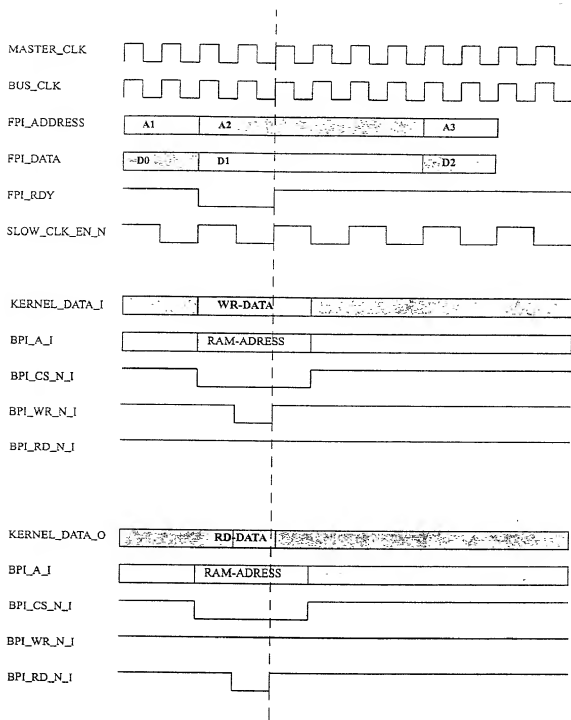 MASTER_CLK
BUS_CLK
FPI_ADDRESS A1 A2 A3
FPI_DATA D0 D1 D2
FPI_RDY
SLOW_CLK_EN_N
KERNEL_DATA_I WR-DATA
BPI_A_I RAM-ADRESS
BPI_CS_N_I
BPI_WR_N_I
BPI_RD_N_I
KERNEL_DATA_O RD-DATA
BPI_A_I RAM-ADRESS
BPI_CS_N_I
BPI_WR_N_I
BPI_RD_N_I